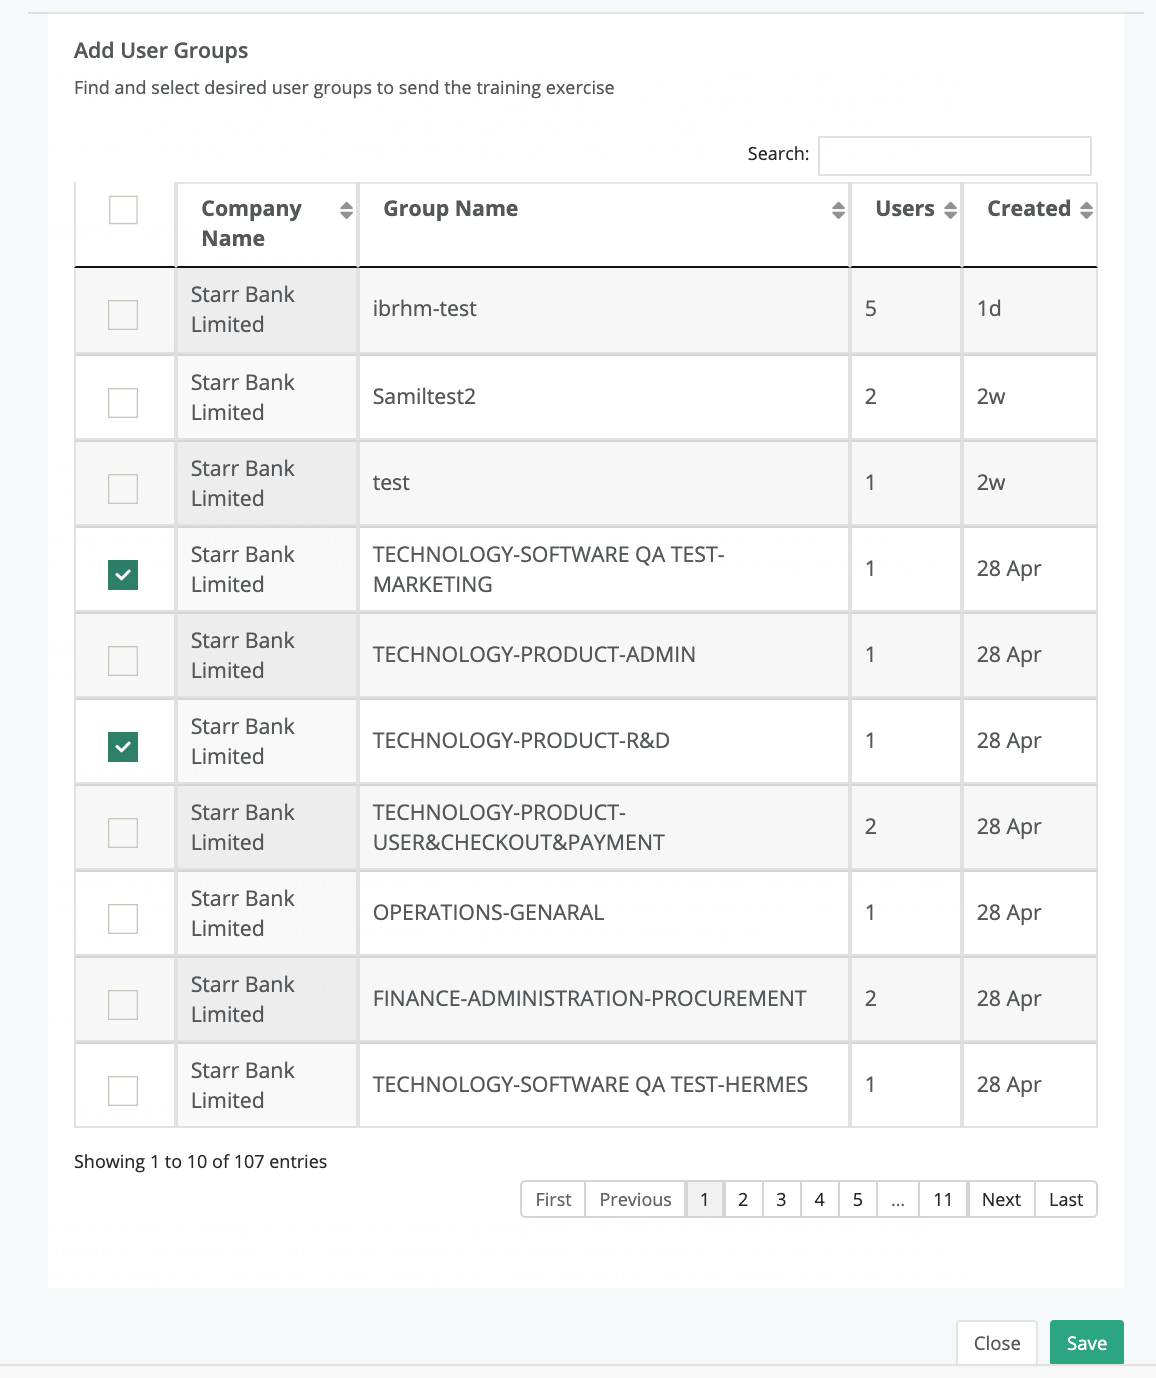 Add User Groups
Find and select desired user groups to send the training exercise
Search:
Company Name Group Name Users Created
Starr Bank Limited ibrhm-test 5 1d
Starr Bank Limited Samiltest2 2 2w
Starr Bank Limited test 1 2w
Starr Bank Limited TECHNOLOGY-SOFTWARE QA TEST-MARKETING 1 28 Apr
Starr Bank Limited TECHNOLOGY-PRODUCT-ADMIN 1 28 Apr
Starr Bank Limited TECHNOLOGY-PRODUCT-R&D 1 28 Apr
Starr Bank Limited TECHNOLOGY-PRODUCT-USER&CHECKOUT&PAYMENT 2 28 Apr
Starr Bank Limited OPERATIONS-GENARAL 1 28 Apr
Starr Bank Limited FINANCE-ADMINISTRATION-PROCUREMENT 2 28 Apr
Starr Bank Limited TECHNOLOGY-SOFTWARE QA TEST-HERMES 1 28 Apr
Showing 1 to 10 of 107 entries
First Previous 1 2 3 4 5 ... 11 Next Last
Close Save